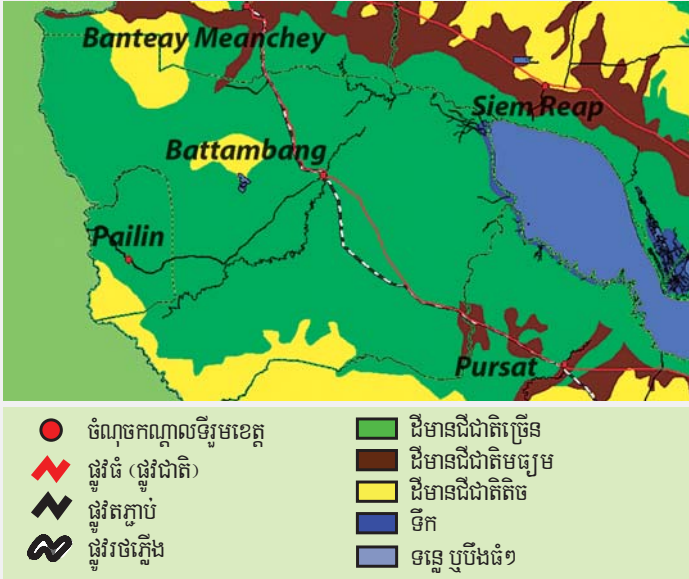 Banteay Meanchey
Siem Reap
Battambang
Pailin
Pursat
ចំណុចកណ្តាលទីរួមខេត្ត
ផ្លូវធំ (ផ្លូវជាតិ)
ផ្លូវតភ្ជាប់
ផ្លូវរថភ្លើង
ដីមានជីជាតិច្រើន
ដីមានជីជាតិមធ្យម
ដីមានជីជាតិតិច
ទឹក
ទន្លេ ឬបឹងធំៗ